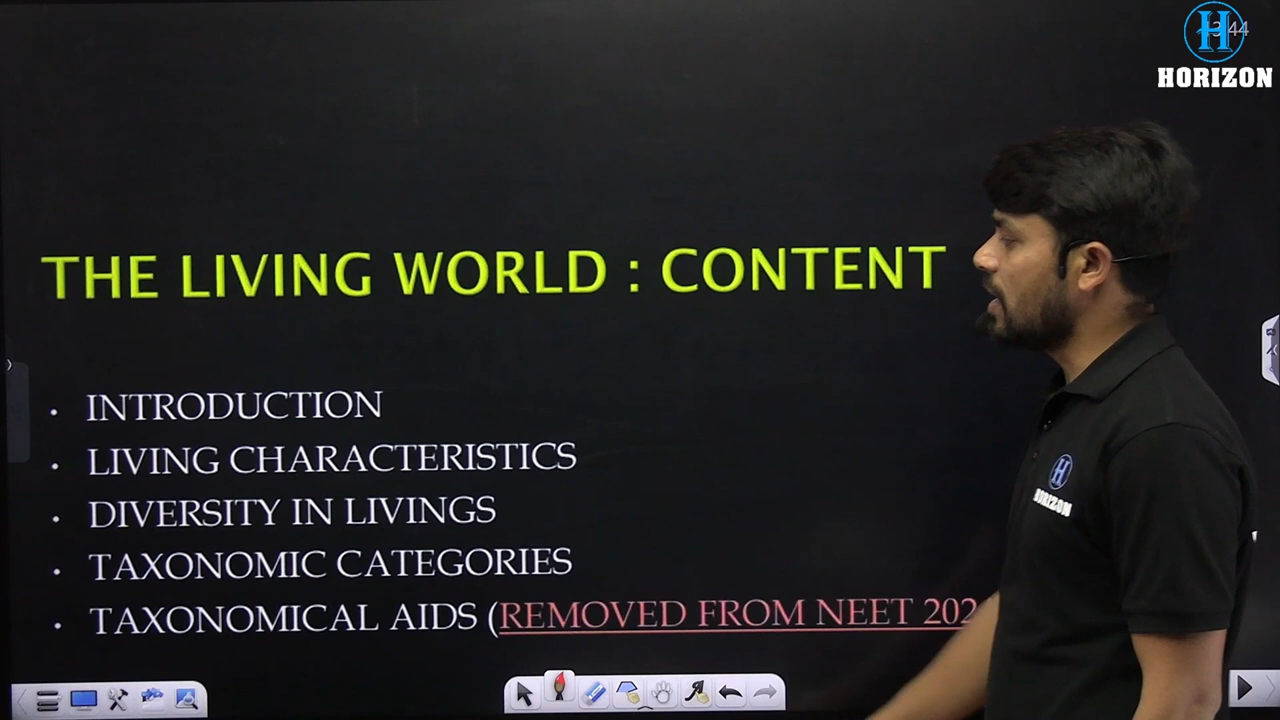 :44
HORIZON
THE LIVING WORLD : CONTENT
• INTRODUCTION
• LIVING CHARACTERISTICS
• DIVERSITY IN LIVINGS
• TAXONOMIC CATEGORIES
• TAXONOMICAL AIDS (REMOVED FROM NEET
H
HORIZON